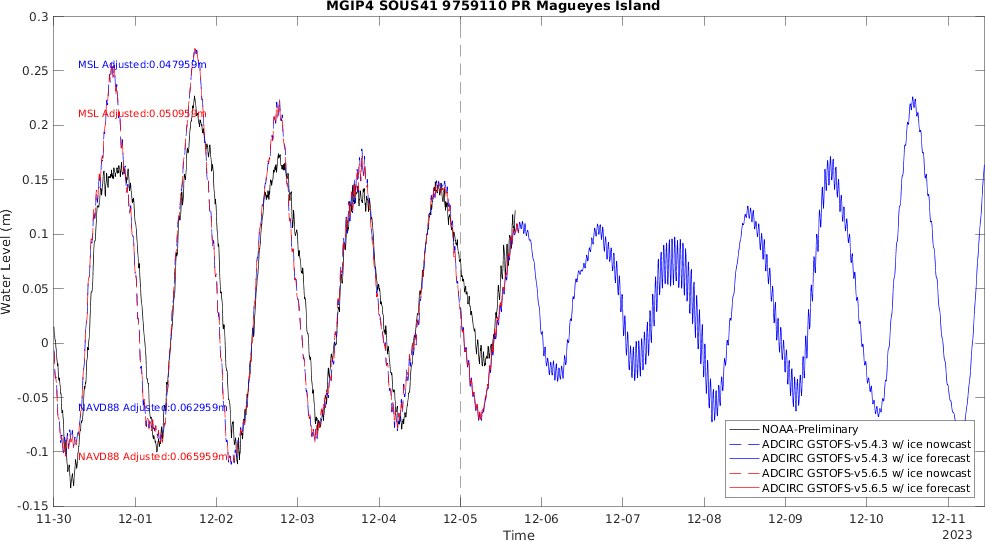 MGIP4 SOUS41 9759110 PR Magueyes Island
Water Level (m)
0.3
0.25
0.2
0.15
0.1
0.05
0
-0.05
-0.1
-0.15
MSL Adjusted:0.047959m
MSL Adjusted:0.050959m
NAVD88 Adjusted:0.062959m
NAVD88 Adjusted:0.065959m
NOAA-Preliminary
ADCIRC GSTOFS-v5.4.3 w/ ice nowcast
ADCIRC GSTOFS-v5.4.3 w/ ice forecast
ADCIRC GSTOFS-v5.6.5 w/ ice nowcast
ADCIRC GSTOFS-v5.6.5 w/ ice forecast
11-30 12-01 12-02 12-03 12-04 12-05 12-06 12-07 12-08 12-09 12-10 12-11
Time
2023